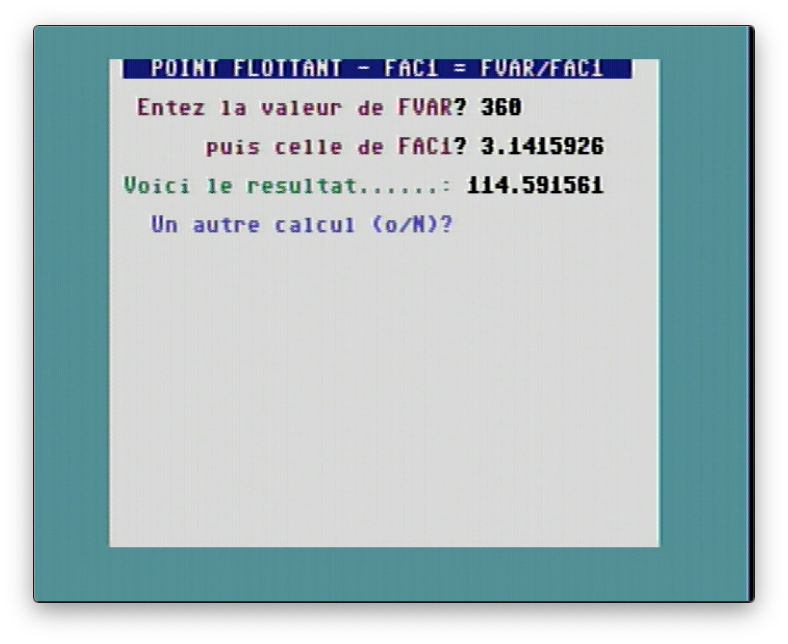 POINT FLOTTANT - FAC1 = FVAR/FAC1
Entez la valeur de FVAR? 360
puis celle de FAC1? 3.1415926
Voici le resultat......: 114.591561
Un autre calcul (o/N)?